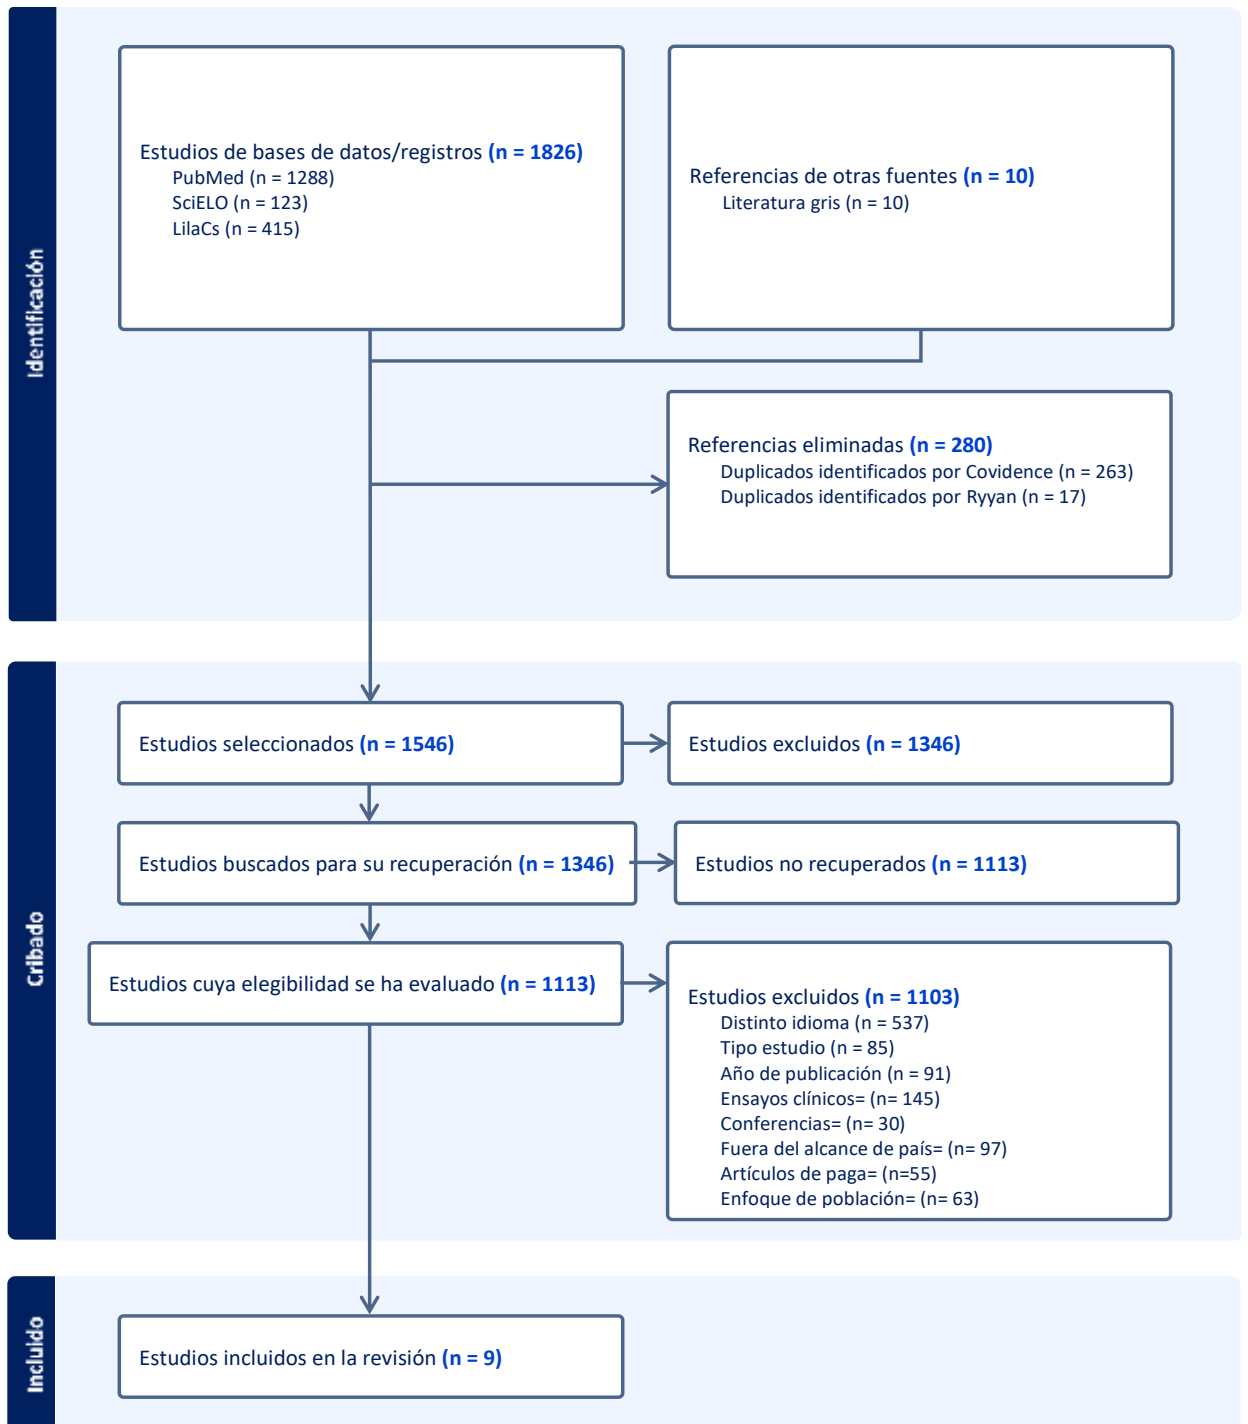 Identificación
Estudios de bases de datos/registros (n = 1826)
PubMed (n = 1288)
SciELO (n = 123)
LilaCs (n = 415)
Referencias de otras fuentes (n = 10)
Literatura gris (n = 10)
Referencias eliminadas (n = 280)
Duplicados identificados por Covidence (n = 263)
Duplicados identificados por Ryyan (n = 17)
Cribado
Estudios seleccionados (n = 1546)
Estudios excluidos (n = 1346)
Estudios buscados para su recuperación (n = 1346)
Estudios no recuperados (n = 1113)
Estudios cuya elegibilidad se ha evaluado (n = 1113)
Estudios excluidos (n = 1103)
Distinto idioma (n = 537)
Tipo estudio (n = 85)
Año de publicación (n = 91)
Ensayos clínicos= (n= 145)
Conferencias= (n= 30)
Fuera del alcance de país= (n= 97)
Artículos de paga= (n=55)
Enfoque de población= (n= 63)
Incluido
Estudios incluidos en la revisión (n = 9)